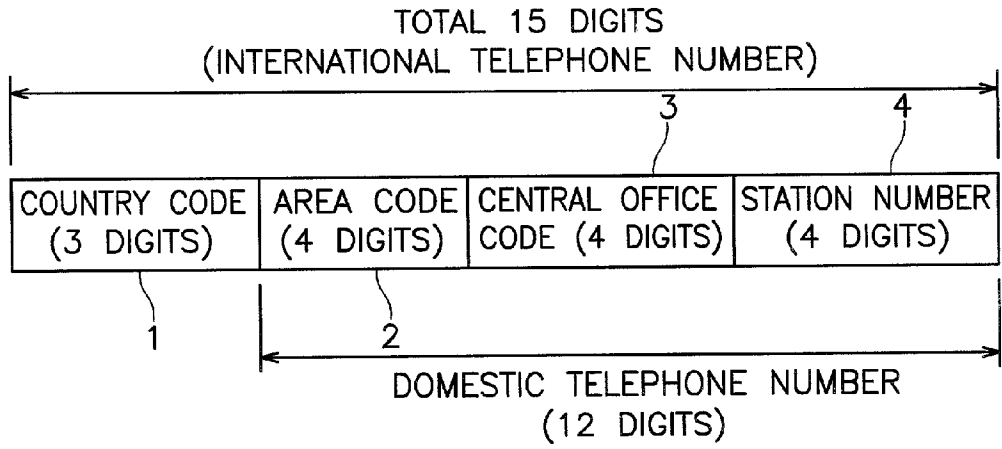 TOTAL 15 DIGITS
(INTERNATIONAL TELEPHONE NUMBER)
3
4
COUNTRY CODE
(3 DIGITS)
AREA CODE
(4 DIGITS)
CENTRAL OFFICE
CODE (4 DIGITS)
STATION NUMBER
(4 DIGITS)
1
2
DOMESTIC TELEPHONE NUMBER
(12 DIGITS)